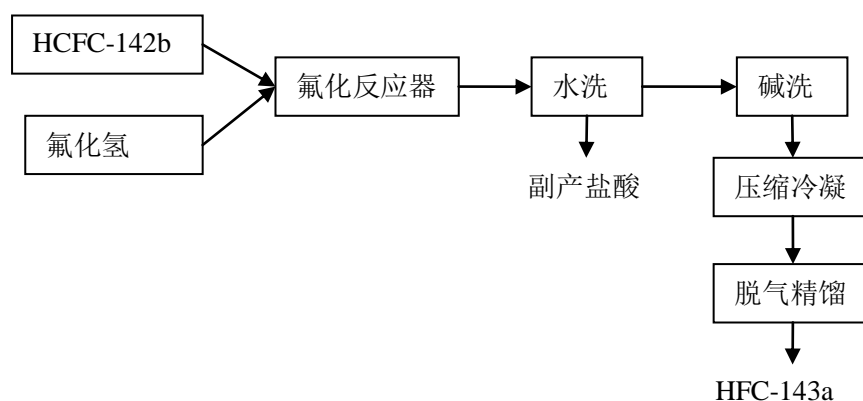 HCFC-142b
氟化氢
氟化反应器
水洗
碱洗
副产盐酸
压缩冷凝
脱气精馏
HFC-143a